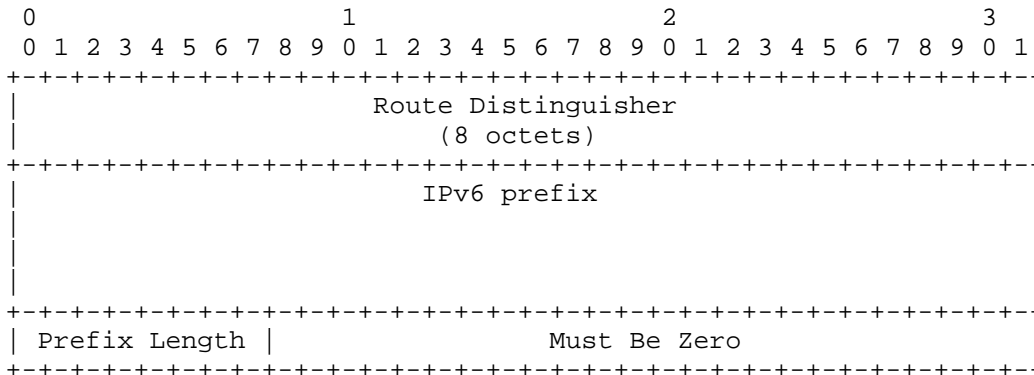 0                   1                   2                   3
 0 1 2 3 4 5 6 7 8 9 0 1 2 3 4 5 6 7 8 9 0 1 2 3 4 5 6 7 8 9 0 1
+-+-+-+-+-+-+-+-+-+-+-+-+-+-+-+-+-+-+-+-+-+-+-+-+-+-+-+-+-+-+-+-
|                      Route Distinguisher
|                          (8 octets)
+-+-+-+-+-+-+-+-+-+-+-+-+-+-+-+-+-+-+-+-+-+-+-+-+-+-+-+-+-+-+-+-
|                         IPv6 prefix
|
|
|
+-+-+-+-+-+-+-+-+-+-+-+-+-+-+-+-+-+-+-+-+-+-+-+-+-+-+-+-+-+-+-+-
| Prefix Length |                 Must Be Zero
+-+-+-+-+-+-+-+-+-+-+-+-+-+-+-+-+-+-+-+-+-+-+-+-+-+-+-+-+-+-+-+-